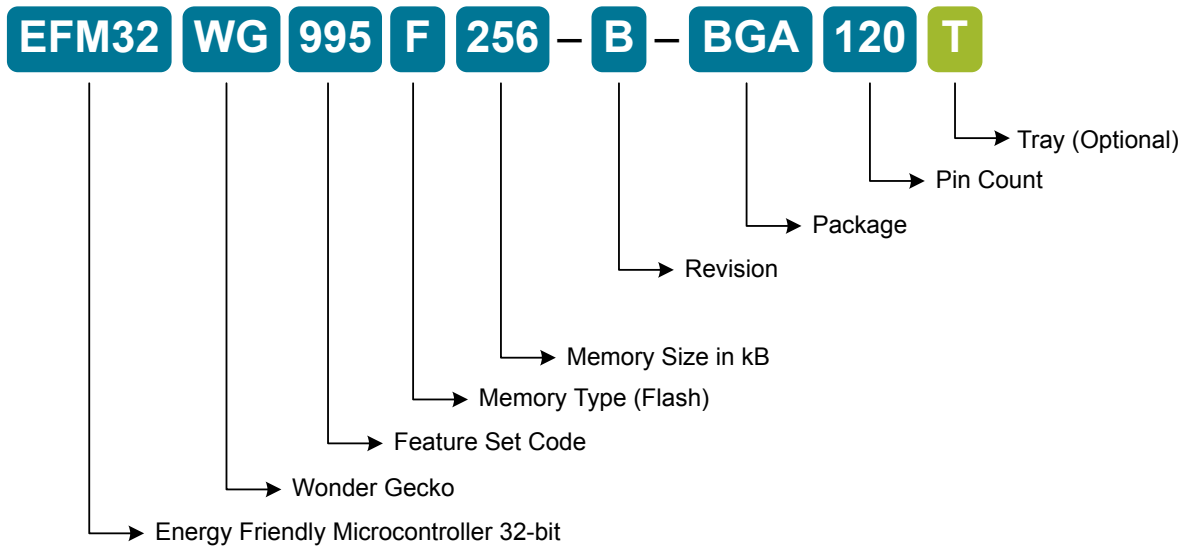 EFM32 WG 995 F 256 – B – BGA 120 T
Tray (Optional)
Pin Count
Package
Revision
Memory Size in kB
Memory Type (Flash)
Feature Set Code
Wonder Gecko
Energy Friendly Microcontroller 32-bit